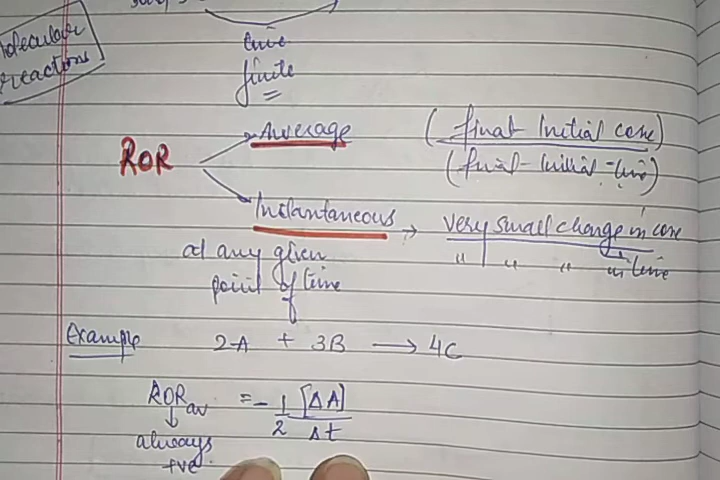 Molecular
reactions
time
finite
ROR
Average
(final - Initial conc)
(final - Initial - time)
Instantaneous → very small change in conc
" " " in time
at any given
point of time
Example 2A + 3B → 4C
ROR av = - 1/2 [ΔA]/Δt
always
+ve